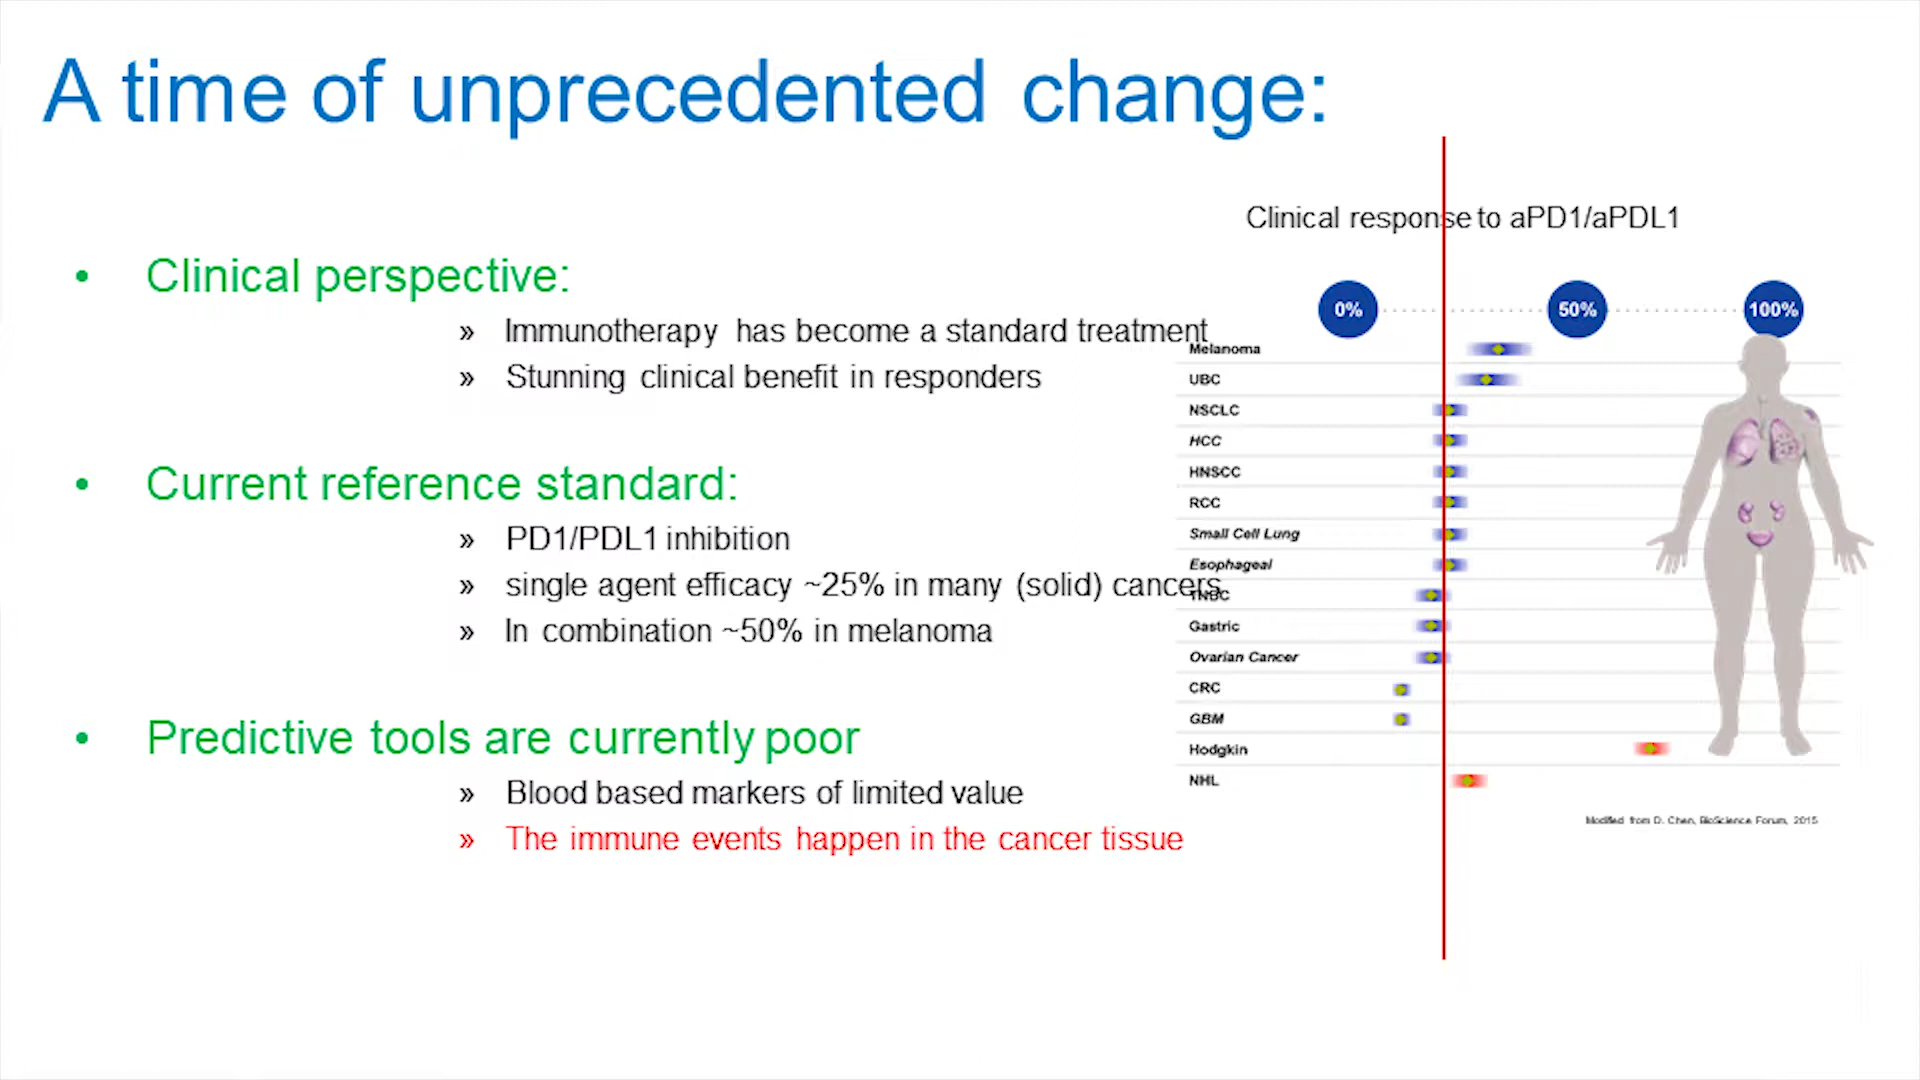 A time of unprecedented change:
• Clinical perspective:
» Immunotherapy has become a standard treatment
» Stunning clinical benefit in responders
• Current reference standard:
» PD1/PDL1 inhibition
» single agent efficacy ~25% in many (solid) cancers
» In combination ~50% in melanoma
• Predictive tools are currently poor
» Blood based markers of limited value
» The immune events happen in the cancer tissue
Clinical response to aPD1/aPDL1
0% 50% 100%
Melanoma
UBC
NSCLC
HCC
HNSCC
RCC
Small Cell Lung
Esophageal
TNBC
Gastric
Ovarian Cancer
CRC
GBM
Hodgkin
NHL
Modified from D. Chen, BioScience Forum, 2015